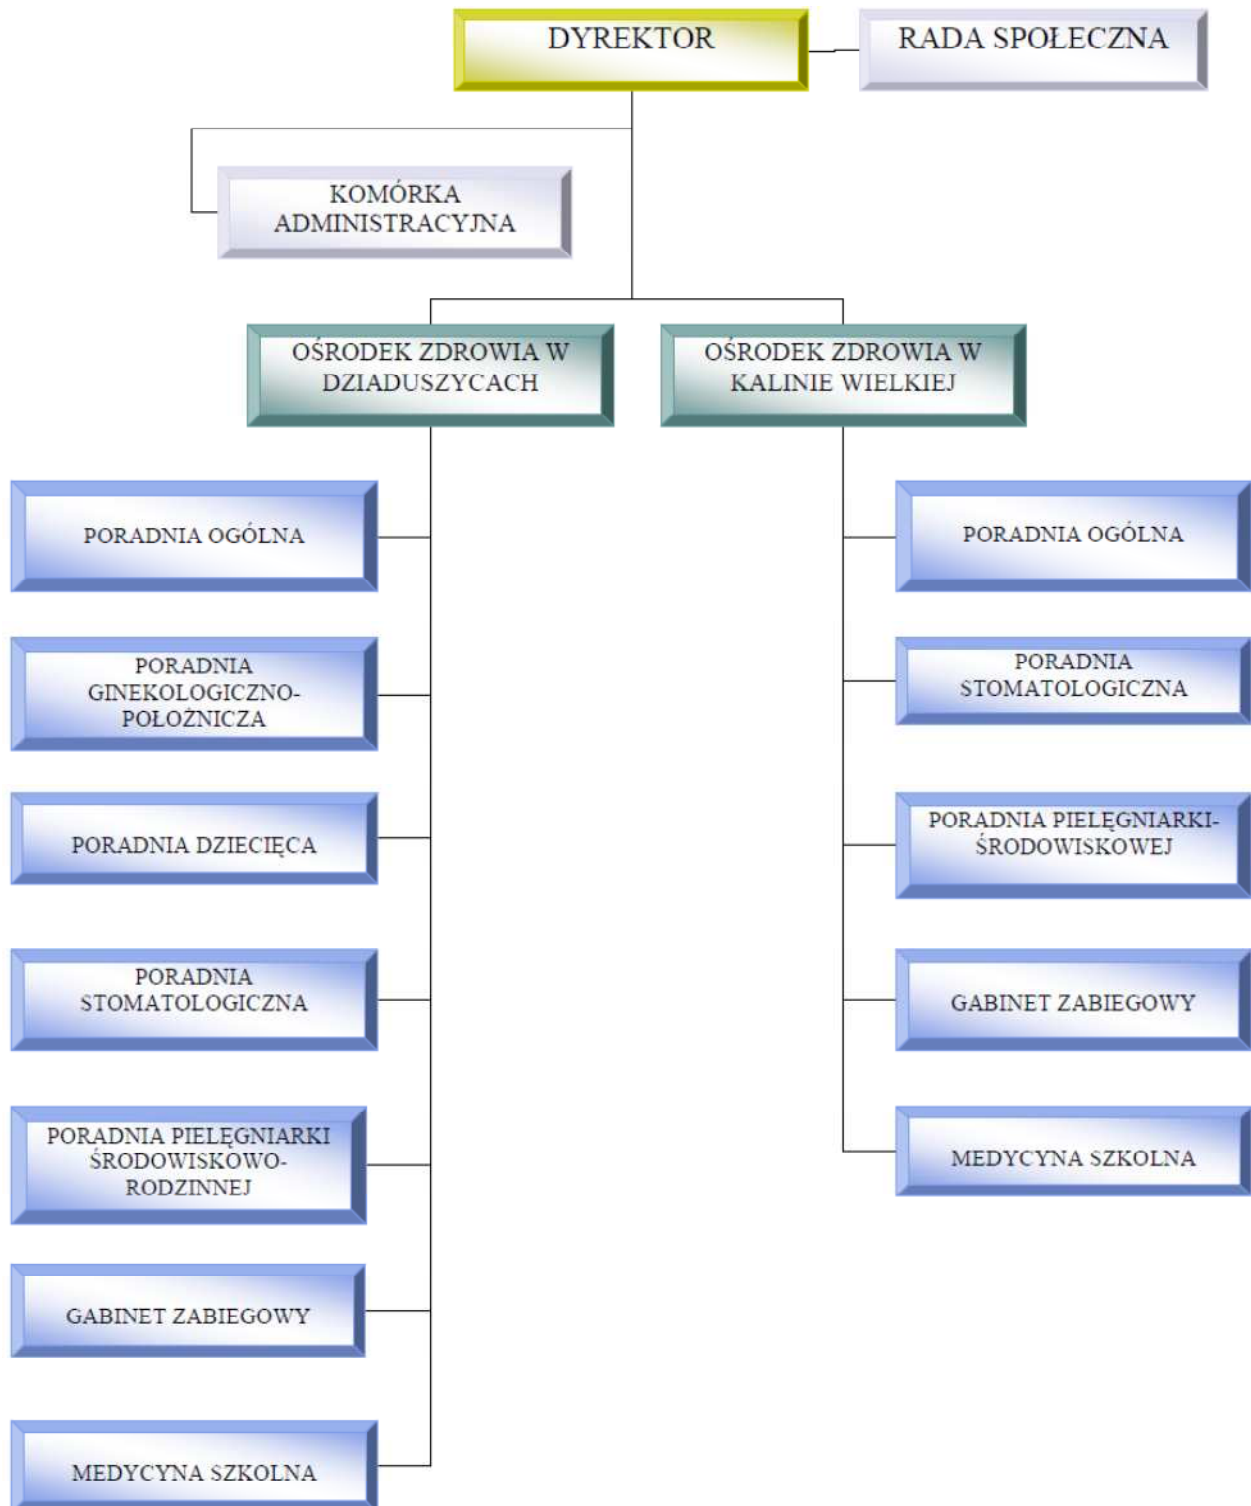 DYREKTOR
RADA SPOŁECZNA
KOMÓRKA
ADMINISTRACYJNA
OŚRODEK ZDROWIA W
DZIADUSZYCACH
OŚRODEK ZDROWIA W
KALINIE WIELKIEJ
PORADNIA OGÓLNA
PORADNIA
GINEKOLOGICZNO-
POŁOŻNICZA
PORADNIA DZIECIĘCA
PORADNIA
STOMATOLOGICZNA
PORADNIA PIELĘGNIARKI
ŚRODOWISKOWO-
RODZINNEJ
GABINET ZABIEGOWY
MEDYCYNA SZKOLNA
PORADNIA OGÓLNA
PORADNIA
STOMATOLOGICZNA
PORADNIA PIELĘGNIARKI-
ŚRODOWISKOWEJ
GABINET ZABIEGOWY
MEDYCYNA SZKOLNA